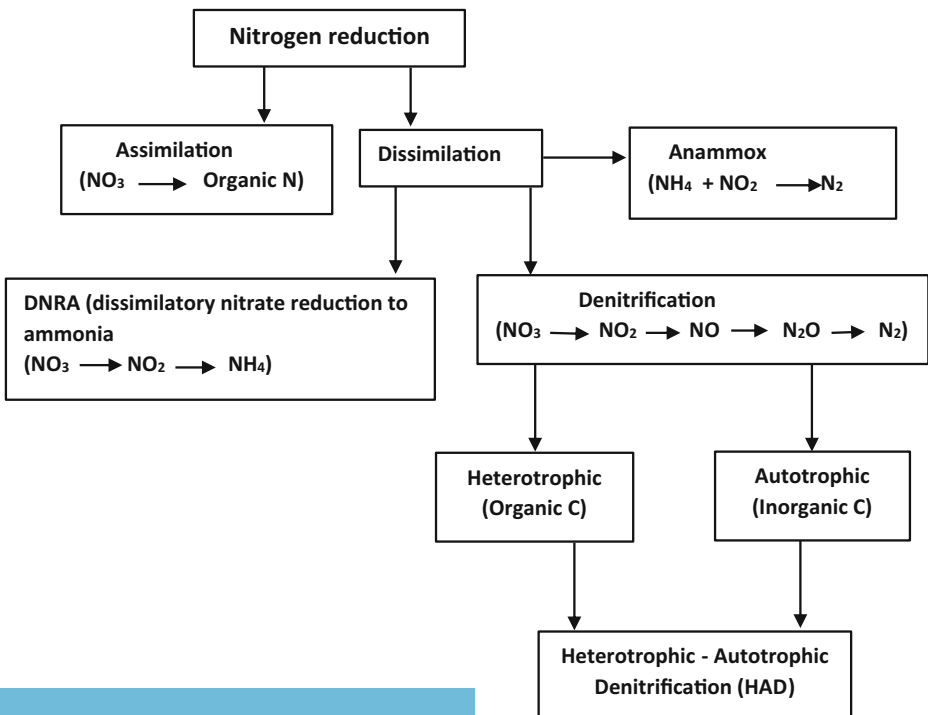 Nitrogen reduction
Assimilation
(NO₃ → Organic N)
Dissimilation
Anammox
(NH₄ + NO₂ →N₂
DNRA (dissimilatory nitrate reduction to
ammonia
(NO₃ → NO₂ → NH₄)
Denitrification
(NO₃ → NO₂ → NO → N₂O → N₂)
Heterotrophic
(Organic C)
Autotrophic
(Inorganic C)
Heterotrophic - Autotrophic
Denitrification (HAD)